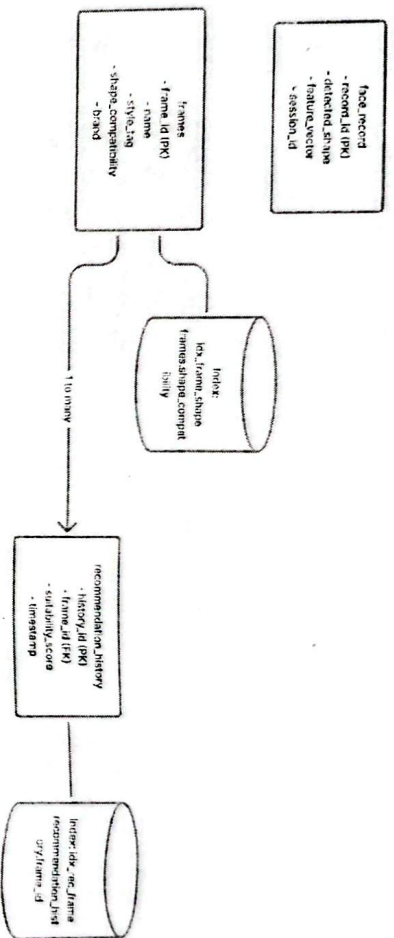 face_record
- record_id (PK)
- detected_shape
- feature_vector
- session_id
frames
- frame_id (PK)
- name
- style_tag
- shape_compatibility
- brand
Index:
idx_frame_shape
frames.shape_compat
ibility
1 to many
recommendation_history
- history_id (PK)
- frame_id (FK)
- suitability_score
- timestamp
Index: idx_rec_frame
recommendation_hist
ory.frame_id